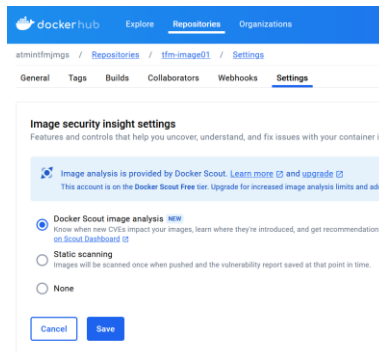 dockerhub Explore Repositories Organizations
atmintfmjmgs / Repositories / tfm-image01 / Settings
General Tags Builds Collaborators Webhooks Settings
Image security insight settings
Features and controls that help you uncover, understand, and fix issues with your container i
Image analysis is provided by Docker Scout. Learn more and upgrade
This account is on the Docker Scout Free tier. Upgrade for increased image analysis limits and ad
Docker Scout image analysis NEW
Know when new CVEs impact your images, learn where they're introduced, and get recommendation
on Scout Dashboard
Static scanning
Images will be scanned once when pushed and the vulnerability report saved at that point in time.
None
Cancel Save